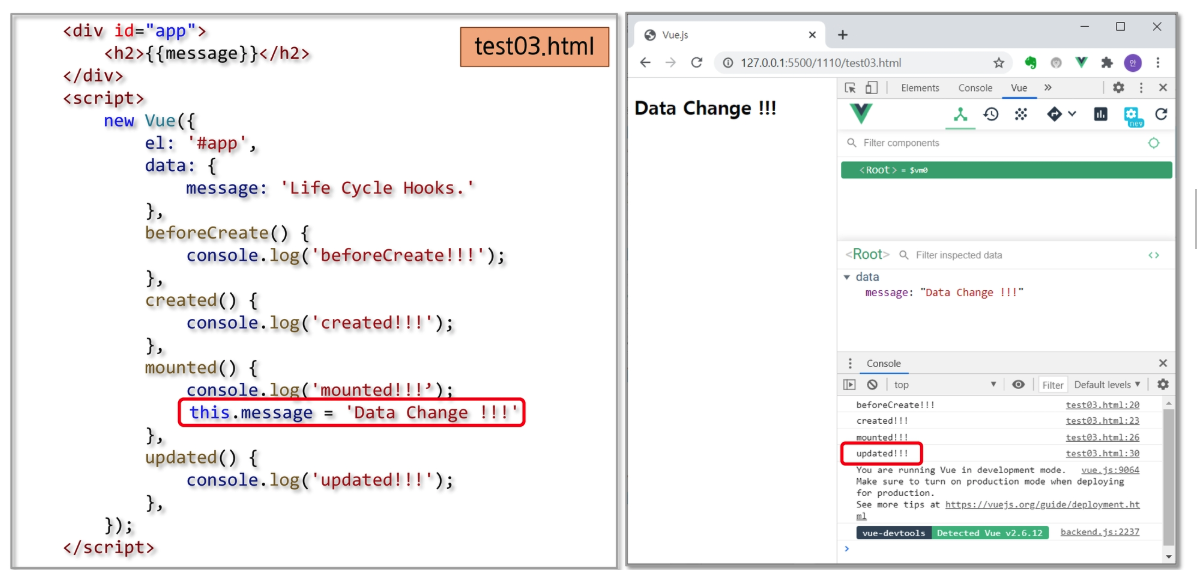 <div id="app">
<h2>{{message}}</h2>
</div>
<script>
new Vue({
el: '#app',
data: {
message: 'Life Cycle Hooks.'
},
beforeCreate() {
console.log('beforeCreate!!!');
},
created() {
console.log('created!!!');
},
mounted() {
console.log('mounted!!!’);
this.message = 'Data Change !!!'
},
updated() {
console.log('updated!!!');
},
});
</script>
test03.html
Vue.js
127.0.0.1:5500/1110/test03.html
안
Data Change !!!
Elements Console Vue »
DEV
Filter components
<Root> = $vm0
<Root> Filter inspected data
data
message: "Data Change !!!"
Console
top Filter Default levels
beforeCreate!!! test03.html:20
created!!! test03.html:23
mounted!!! test03.html:26
updated!!! test03.html:30
You are running Vue in development mode. vue.js:9064
Make sure to turn on production mode when deploying
for production.
See more tips at https://vuejs.org/guide/deployment.ht
ml
vue-devtools Detected Vue v2.6.12 backend.js:2237